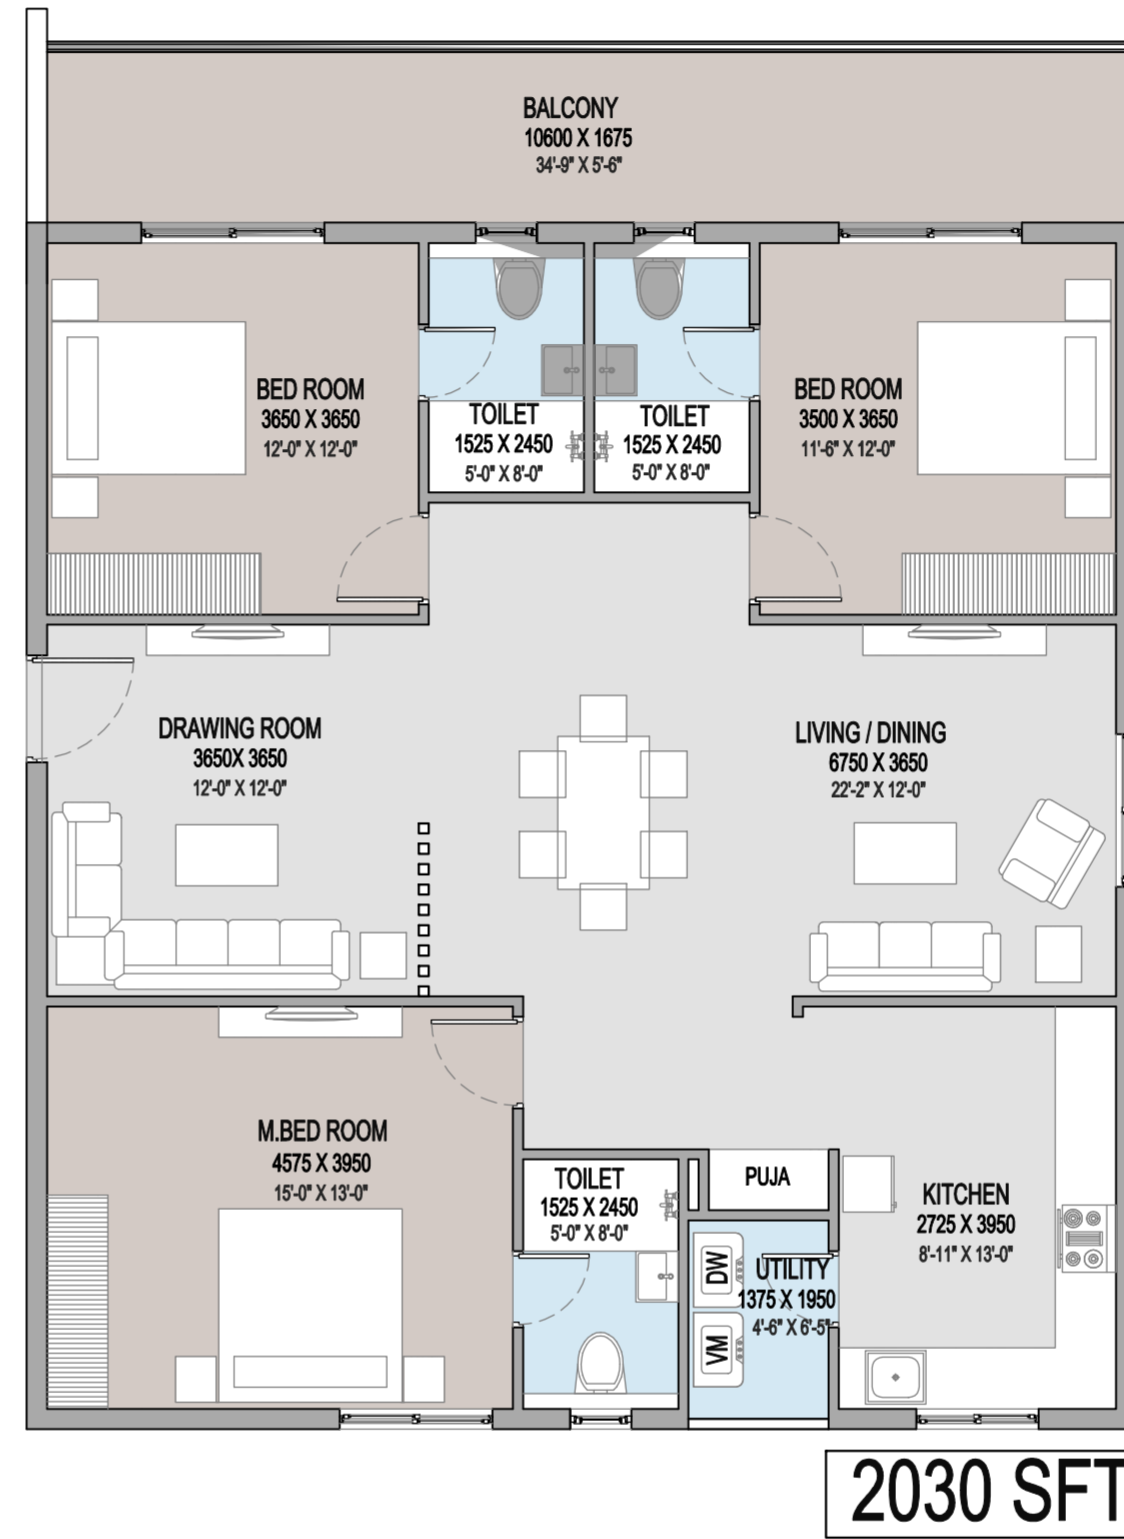 BALCONY
10600 X 1675
34'-9" X 5'-6"
BED ROOM
3650 X 3650
12'-0" X 12'-0"
TOILET
1525 X 2450
5'-0" X 8'-0"
TOILET
1525 X 2450
5'-0" X 8'-0"
BED ROOM
3500 X 3650
11'-6" X 12'-0"
DRAWING ROOM
3650X 3650
12'-0" X 12'-0"
LIVING / DINING
6750 X 3650
22'-2" X 12'-0"
M.BED ROOM
4575 X 3950
15'-0" X 13'-0"
TOILET
1525 X 2450
5'-0" X 8'-0"
PUJA
DW
UTILITY
1375 X 1950
4'-6" X 6'-5"
VM
KITCHEN
2725 X 3950
8'-11" X 13'-0"
2030 SFT